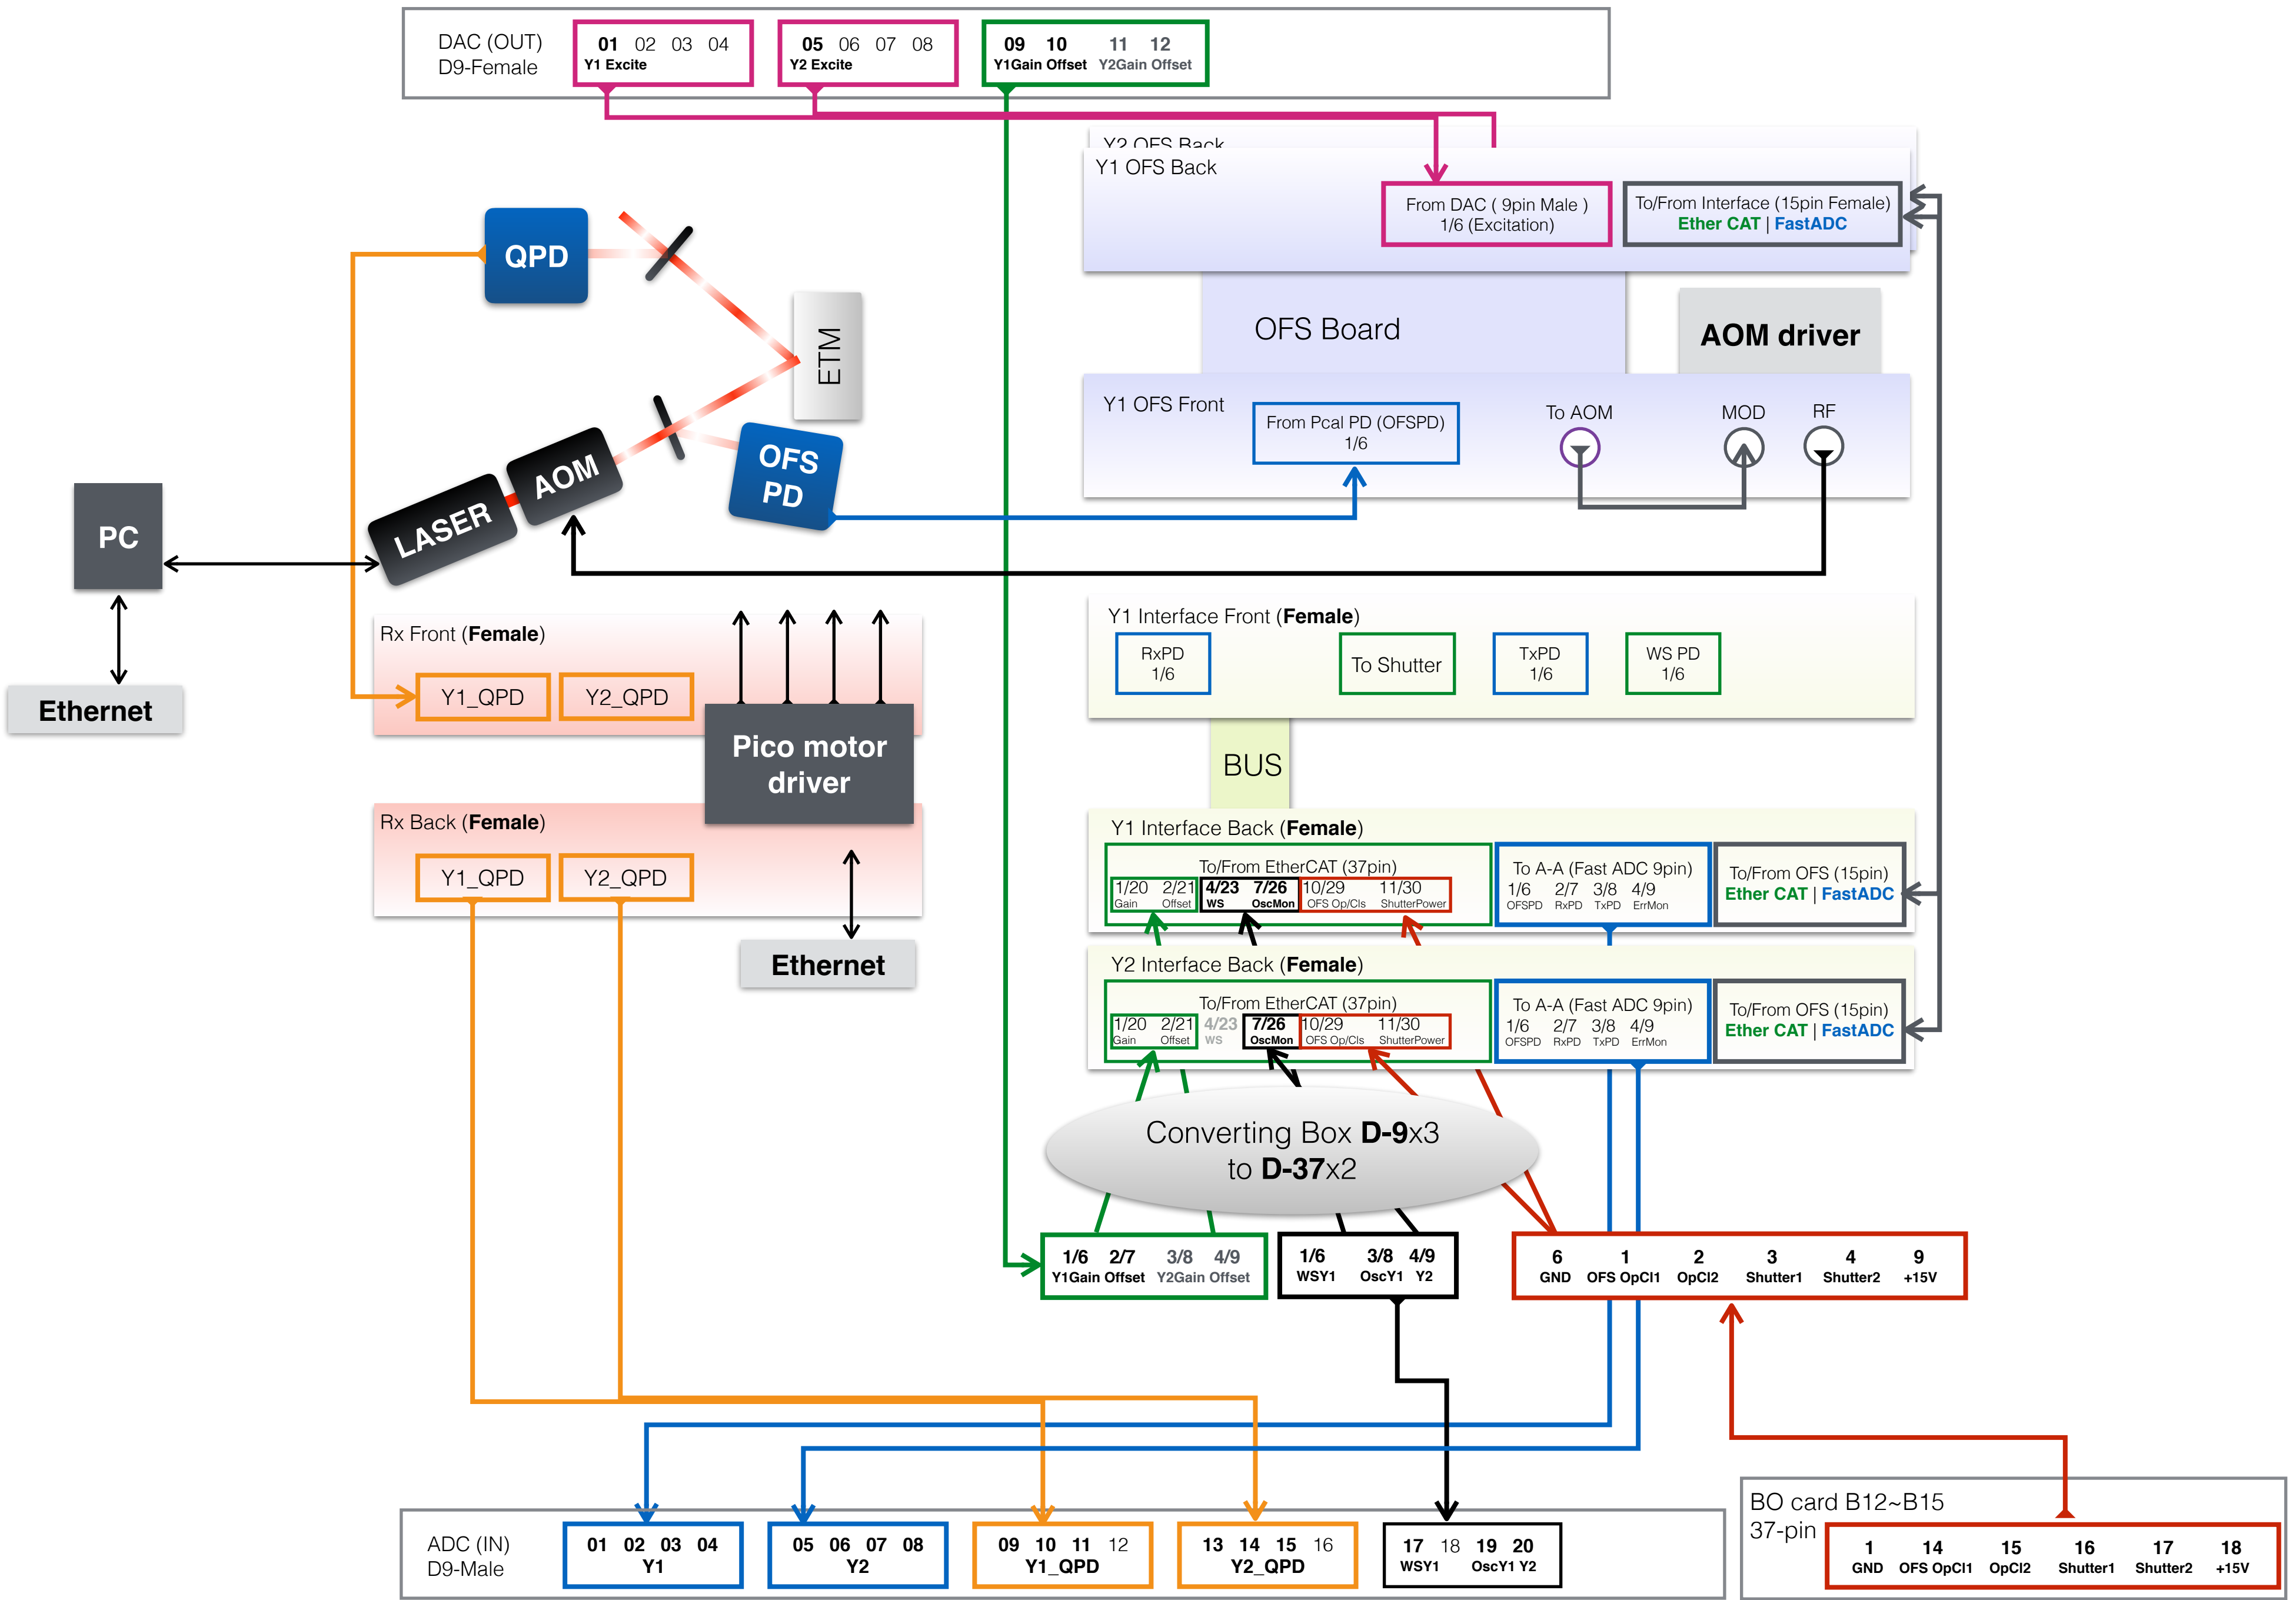 DAC (OUT)
D9-Female
01 02 03 04
Y1 Excite
05 06 07 08
Y2 Excite
09 10 11 12
Y1Gain Offset Y2Gain Offset
Y2 OFS Back
Y1 OFS Back
From DAC ( 9pin Male )
1/6 (Excitation)
To/From Interface (15pin Female)
Ether CAT | FastADC
QPD
ETM
OFS Board
AOM driver
Y1 OFS Front
From Pcal PD (OFSPD)
1/6
To AOM
MOD
RF
OFS
PD
AOM
LASER
PC
Ethernet
Rx Front (Female)
Y1_QPD
Y2_QPD
Pico motor
driver
Rx Back (Female)
Y1_QPD
Y2_QPD
Ethernet
Y1 Interface Front (Female)
RxPD
1/6
To Shutter
TxPD
1/6
WS PD
1/6
BUS
Y1 Interface Back (Female)
To/From EtherCAT (37pin)
1/20 2/21 4/23 7/26 10/29 11/30
Gain Offset WS OscMon OFS Op/Cls ShutterPower
To A-A (Fast ADC 9pin)
1/6 2/7 3/8 4/9
OFSPD RxPD TxPD ErrMon
To/From OFS (15pin)
Ether CAT | FastADC
Y2 Interface Back (Female)
To/From EtherCAT (37pin)
1/20 2/21 4/23 7/26 10/29 11/30
Gain Offset WS OscMon OFS Op/Cls ShutterPower
To A-A (Fast ADC 9pin)
1/6 2/7 3/8 4/9
OFSPD RxPD TxPD ErrMon
To/From OFS (15pin)
Ether CAT | FastADC
Converting Box D-9x3
to D-37x2
1/6 2/7 3/8 4/9
Y1Gain Offset Y2Gain Offset
1/6 3/8 4/9
WSY1 OscY1 Y2
6 1 2 3 4 9
GND OFS OpCl1 OpCl2 Shutter1 Shutter2 +15V
ADC (IN)
D9-Male
01 02 03 04
Y1
05 06 07 08
Y2
09 10 11 12
Y1_QPD
13 14 15 16
Y2_QPD
17 18 19 20
WSY1 OscY1 Y2
BO card B12~B15
37-pin
1 14 15 16 17 18
GND OFS OpCl1 OpCl2 Shutter1 Shutter2 +15V